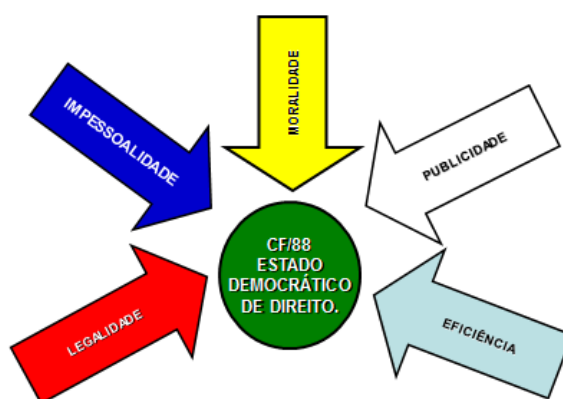 MORALIDADE
IMPESSOALIDADE
PUBLICIDADE
CF/88
ESTADO
DEMOCRÁTICO
DE DIREITO.
LEGALIDADE
EFICIÊNCIA